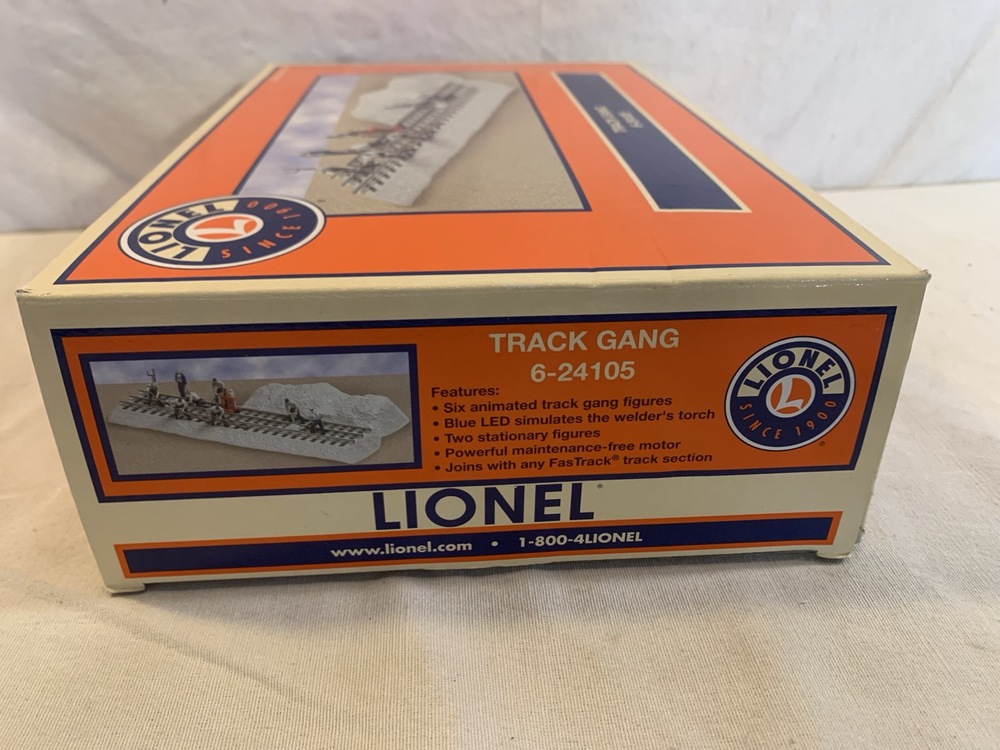 LIONEL
SINCE 1900
TRACK GANG
6-24105
Features:
• Six animated track gang figures
• Blue LED simulates the welder's torch
• Two stationary figures
• Powerful maintenance-free motor
• Joins with any FasTrack® track section
LIONEL
SINCE 1900
®
LIONEL®
www.lionel.com • 1-800-4LIONEL